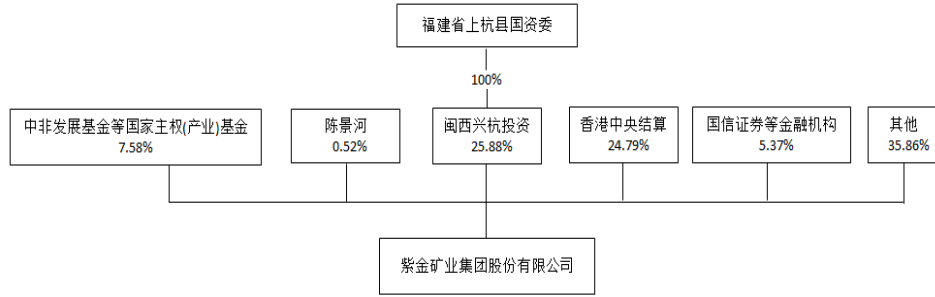 福建省上杭县国资委
100%
中非发展基金等国家主权(产业)基金
7.58%
陈景河
0.52%
闽西兴杭投资
25.88%
香港中央结算
24.79%
国信证券等金融机构
5.37%
其他
35.86%
紫金矿业集团股份有限公司